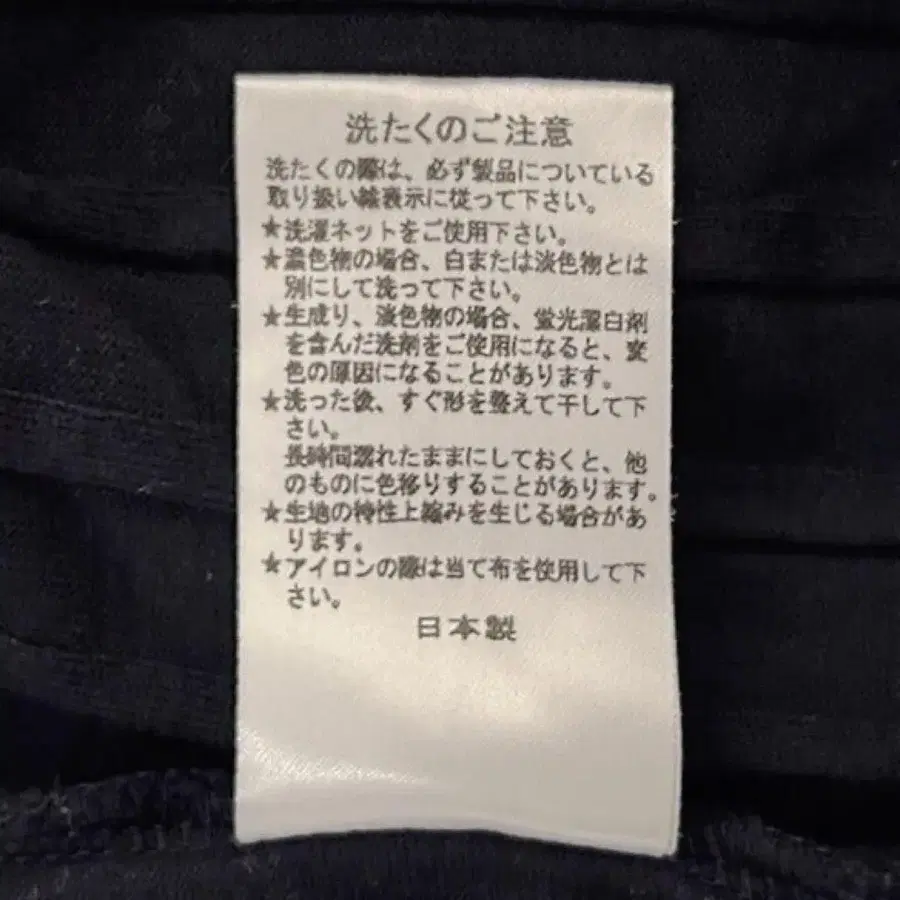 洗たくのご注意
洗たくの際は、必ず製品についている
取り扱い絵表示に従って下さい。
★洗濯ネットをご使用下さい。
★濃色物の場合、白または淡色物とは
別にして洗って下さい。
★生成り、淡色物の場合、蛍光漂白剤
を含んだ洗剤をご使用になると、変
色の原因になることがあります。
★洗った後、すぐ形を整えて干して下
さい。
長時間濡れたままにしておくと、他
のものに色移りすることがあります。
★生地の特性上縮みを生じる場合があ
ります。
★アイロンの際は当て布を使用して下
さい。
日本製